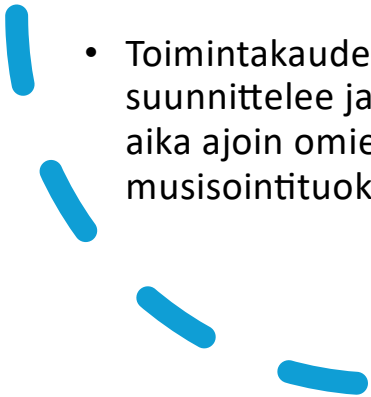 • Toimintakaude
suunnittelee ja
aika ajoin omie
musisointituok